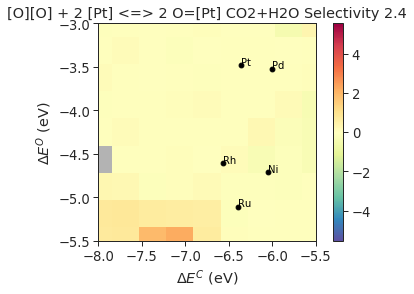 [O][O] + 2 [Pt] <=> 2 O=[Pt] CO2+H2O Selectivity 2.4
−3.0
−3.5
−4.0
−4.5
−5.0
−5.5
ΔE^O (eV)
Pt
Pd
Rh
Ni
Ru
−8.0 −7.5 −7.0 −6.5 −6.0 −5.5
ΔE^C (eV)
4
2
0
−2
−4